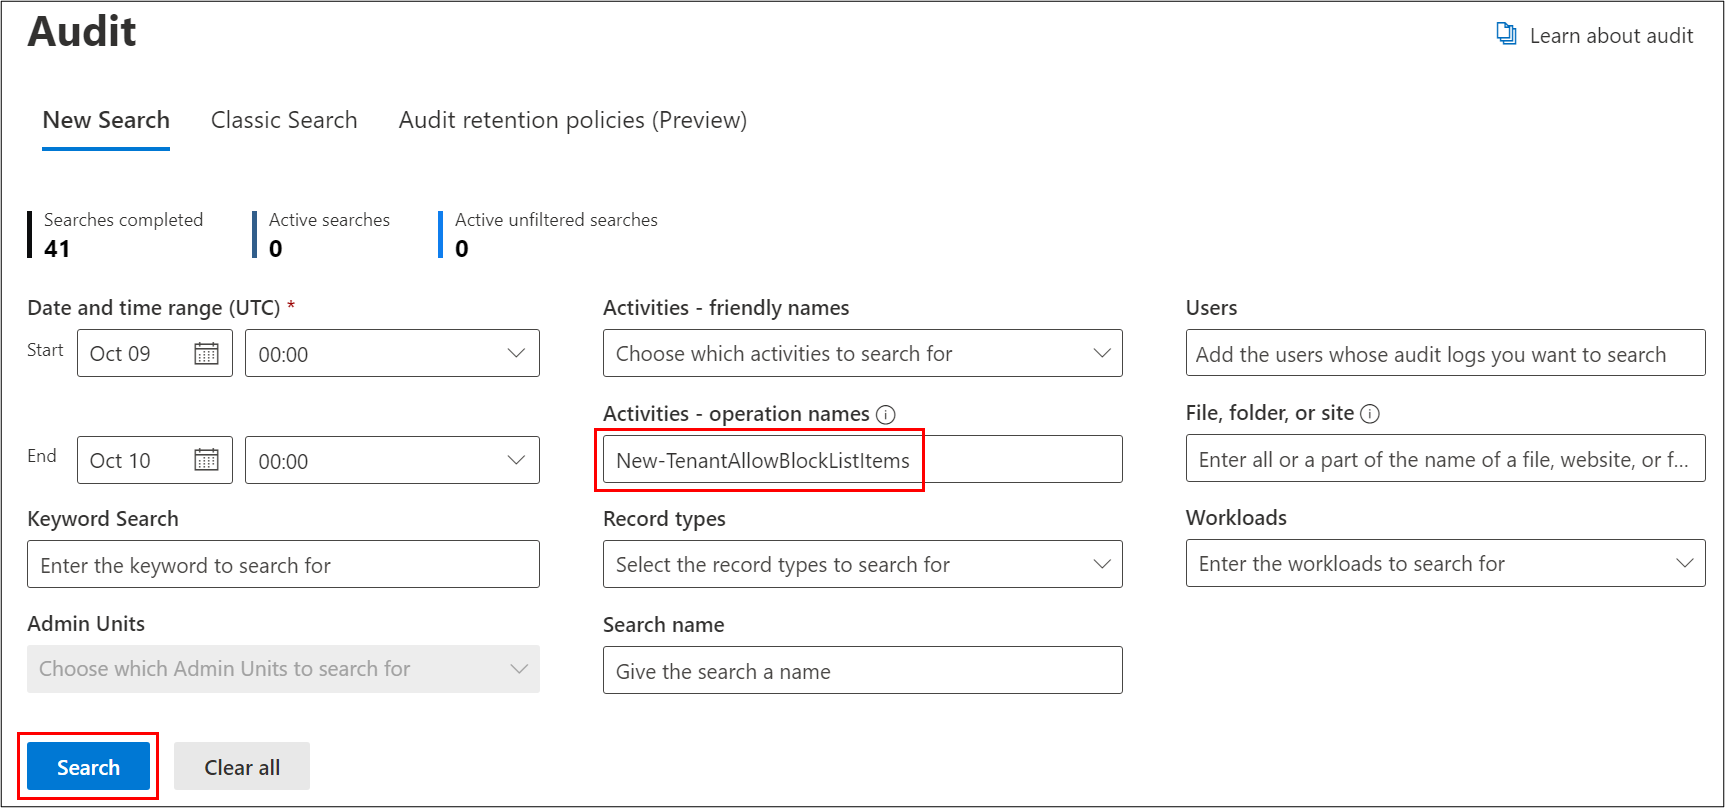 Audit
Learn about audit
New Search
Classic Search
Audit retention policies (Preview)
Searches completed
41
Active searches
0
Active unfiltered searches
0
Date and time range (UTC) *
Start
Oct 09
00:00
End
Oct 10
00:00
Keyword Search
Enter the keyword to search for
Admin Units
Choose which Admin Units to search for
Activities - friendly names
Choose which activities to search for
Activities - operation names
New-TenantAllowBlockListItems
Record types
Select the record types to search for
Search name
Give the search a name
Users
Add the users whose audit logs you want to search
File, folder, or site
Enter all or a part of the name of a file, website, or f...
Workloads
Enter the workloads to search for
Search
Clear all